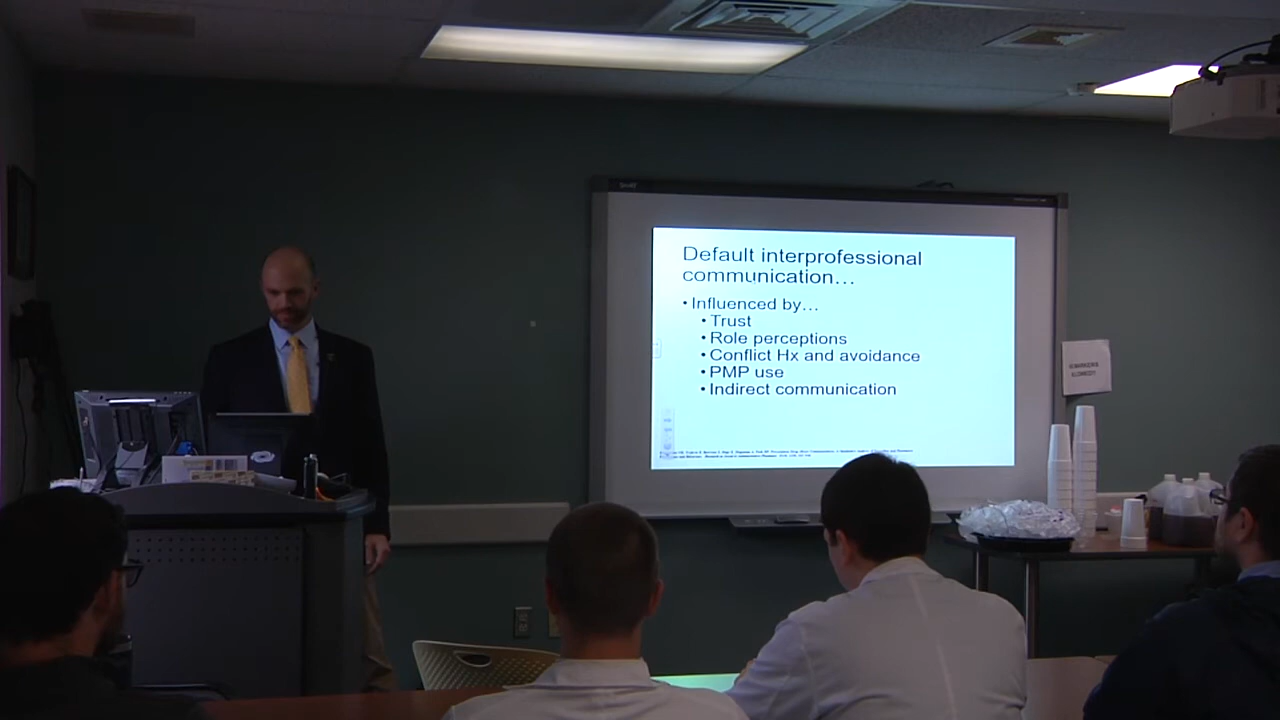 Default interprofessional
communication…
• Influenced by…
• Trust
• Role perceptions
• Conflict Hx and avoidance
• PMP use
• Indirect communication